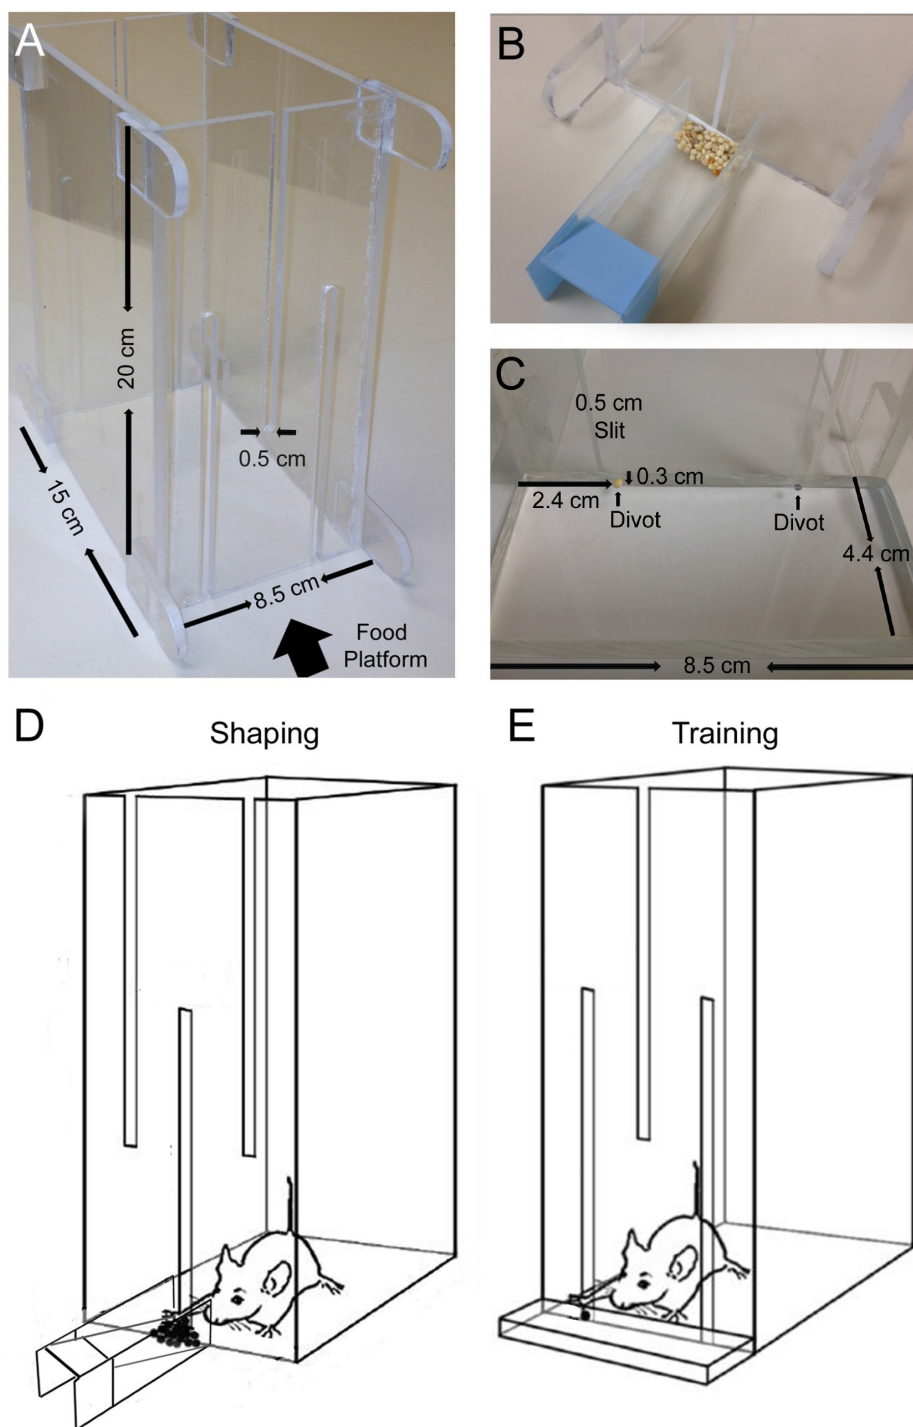 A
20 cm
0.5 cm
15 cm
8.5 cm
Food
Platform
B
C
0.5 cm
Slit
0.3 cm
2.4 cm
Divot
Divot
4.4 cm
8.5 cm
D
Shaping
E
Training